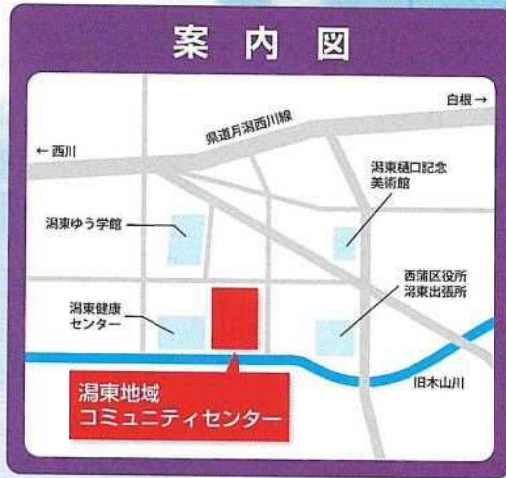 案内図
白根→
県道月潟西川線
←西川
潟東樋口記念
美術館
潟東ゆう学館
西蒲区役所
潟東出張所
潟東健康
センター
旧木山川
潟東地域
コミュニティセンター